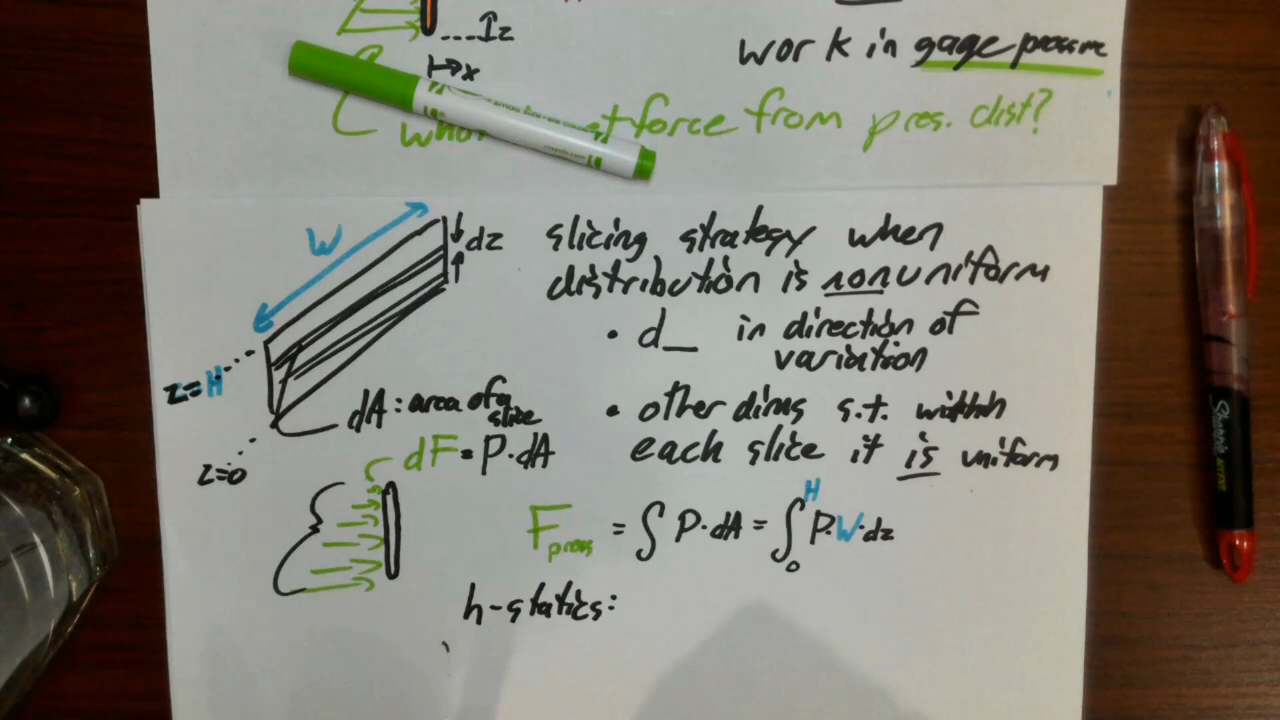 ...Iz
x
work in gage pressure
force from pres. dist?
W
dz
slicing strategy when
distribution is nonuniform
• d_ in direction of
variation
z=H
dA: area of a
slice
• other dims s.t. within
each slice it is uniform
z=0
dF = P·dA
F press = ∫ P·dA = ∫ 0 H P·W·dz
h-statics:
Sharpie